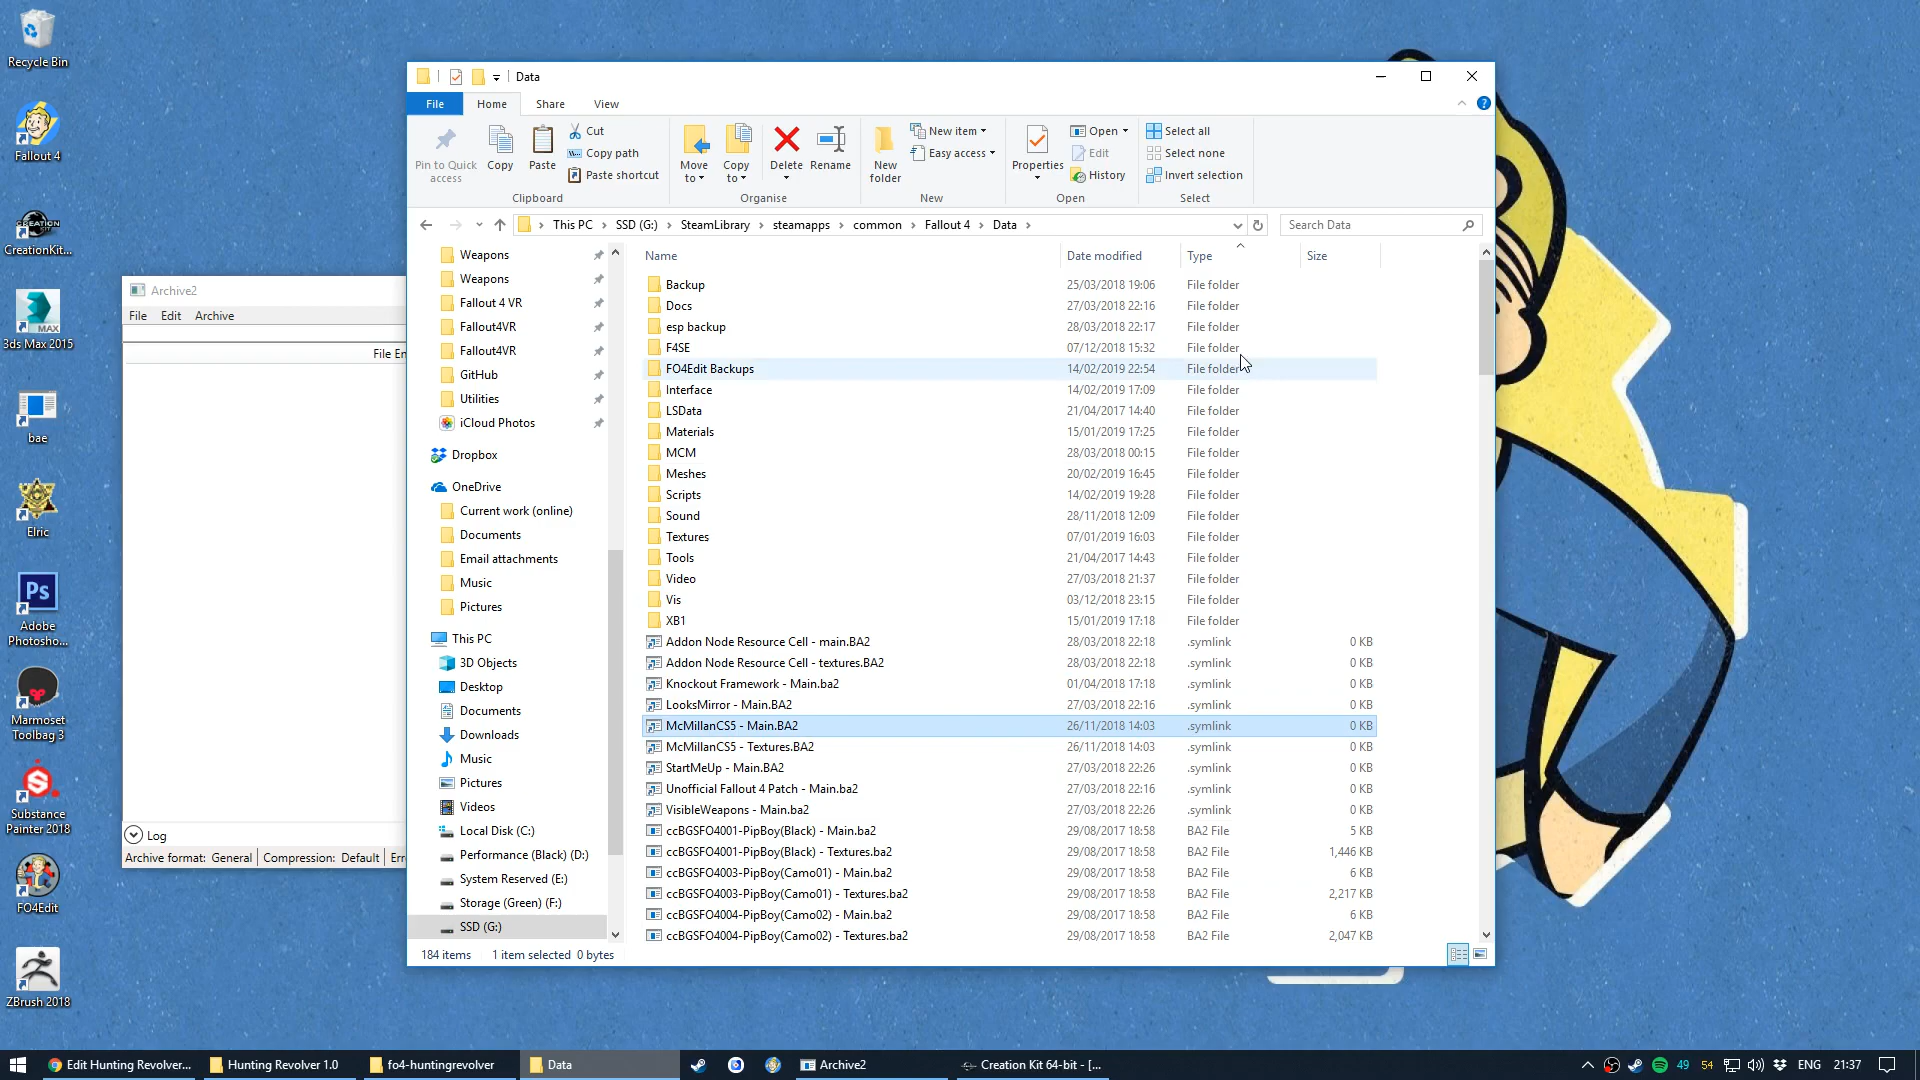 Recycle Bin
Fallout 4
CreationKit...
3ds Max 2015
bae
Elric
Adobe
Photosho...
Marmoset
Toolbag 3
Substance
Painter 2018
FO4Edit
ZBrush 2018
Archive2
File Edit Archive
File En
Log
Archive format: General Compression: Default Err
Data
File Home Share View
Pin to Quick
access
Copy
Paste
Cut
Copy path
Paste shortcut
Clipboard
Move
to
Copy
to
Delete
Rename
Organise
New
folder
New item
Easy access
New
Properties
Open
Edit
History
Open
Select all
Select none
Invert selection
Select
This PC SSD (G:) SteamLibrary steamapps common Fallout 4 Data
Search Data
Weapons
Weapons
Fallout 4 VR
Fallout4VR
Fallout4VR
GitHub
Utilities
iCloud Photos
Dropbox
OneDrive
Current work (online)
Documents
Email attachments
Music
Pictures
This PC
3D Objects
Desktop
Documents
Downloads
Music
Pictures
Videos
Local Disk (C:)
Performance (Black) (D:)
System Reserved (E:)
Storage (Green) (F:)
SSD (G:)
Name Date modified Type Size
Backup 25/03/2018 19:06 File folder
Docs 27/03/2018 22:16 File folder
esp backup 28/03/2018 22:17 File folder
F4SE 07/12/2018 15:32 File folder
FO4Edit Backups 14/02/2019 22:54 File folder
Interface 14/02/2019 17:09 File folder
LSData 21/04/2017 14:40 File folder
Materials 15/01/2019 17:25 File folder
MCM 28/03/2018 00:15 File folder
Meshes 20/02/2019 16:45 File folder
Scripts 14/02/2019 19:28 File folder
Sound 28/11/2018 12:09 File folder
Textures 07/01/2019 16:03 File folder
Tools 21/04/2017 14:43 File folder
Video 27/03/2018 21:37 File folder
Vis 03/12/2018 23:15 File folder
XB1 15/01/2019 17:18 File folder
Addon Node Resource Cell - main.BA2 28/03/2018 22:18 .symlink 0 KB
Addon Node Resource Cell - textures.BA2 28/03/2018 22:18 .symlink 0 KB
Knockout Framework - Main.ba2 01/04/2018 17:18 .symlink 0 KB
LooksMirror - Main.BA2 27/03/2018 22:16 .symlink 0 KB
McMillanCS5 - Main.BA2 26/11/2018 14:03 .symlink 0 KB
McMillanCS5 - Textures.BA2 26/11/2018 14:03 .symlink 0 KB
StartMeUp - Main.BA2 27/03/2018 22:26 .symlink 0 KB
Unofficial Fallout 4 Patch - Main.ba2 27/03/2018 22:16 .symlink 0 KB
VisibleWeapons - Main.ba2 27/03/2018 22:26 .symlink 0 KB
ccBGSFO4001-PipBoy(Black) - Main.ba2 29/08/2017 18:58 BA2 File 5 KB
ccBGSFO4001-PipBoy(Black) - Textures.ba2 29/08/2017 18:58 BA2 File 1,446 KB
ccBGSFO4003-PipBoy(Camo01) - Main.ba2 29/08/2017 18:58 BA2 File 6 KB
ccBGSFO4003-PipBoy(Camo01) - Textures.ba2 29/08/2017 18:58 BA2 File 2,217 KB
ccBGSFO4004-PipBoy(Camo02) - Main.ba2 29/08/2017 18:58 BA2 File 6 KB
ccBGSFO4004-PipBoy(Camo02) - Textures.ba2 29/08/2017 18:58 BA2 File 2,047 KB
184 items 1 item selected 0 bytes
Edit Hunting Revolver... Hunting Revolver 1.0 fo4-huntingrevolver Data Archive2 Creation Kit 64-bit - [... 49 54 ENG 21:37